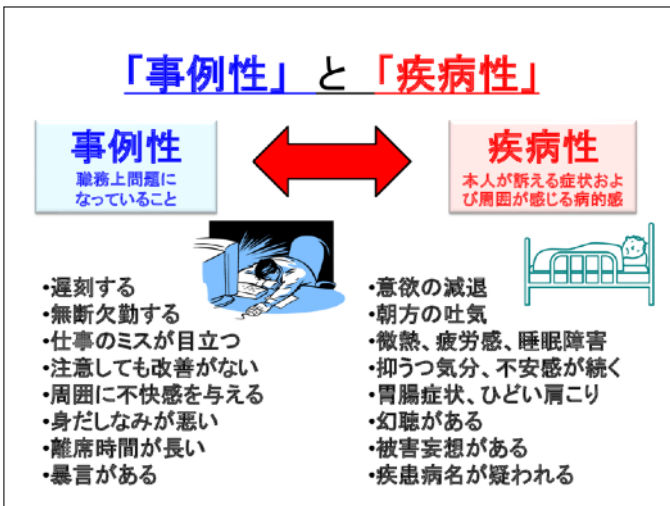 「事例性」と「疾病性」
事例性
職務上問題に
なっていること
疾病性
本人が訴える症状およ
び周囲が感じる病的感
・遅刻する
・無断欠勤する
・仕事のミスが目立つ
・注意しても改善がない
・周囲に不快感を与える
・身だしなみが悪い
・離席時間が長い
・暴言がある
・意欲の減退
・朝方の吐気
・微熱、疲労感、睡眠障害
・抑うつ気分、不安感が続く
・胃腸症状、ひどい肩こり
・幻聴がある
・被害妄想がある
・疾患病名が疑われる